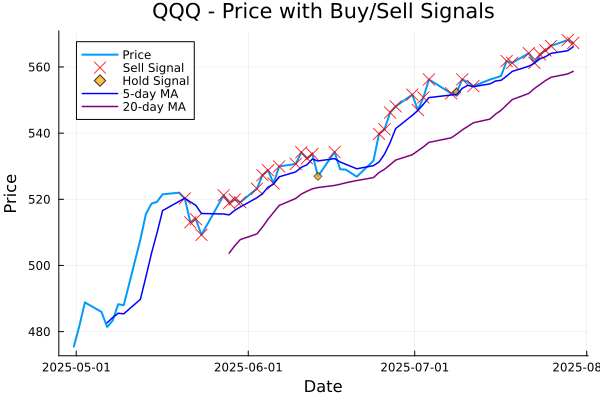 QQQ - Price with Buy/Sell Signals
Price
Sell Signal
Hold Signal
5-day MA
20-day MA
560
540
520
500
480
Price
2025-05-01
2025-06-01
2025-07-01
2025-08
Date